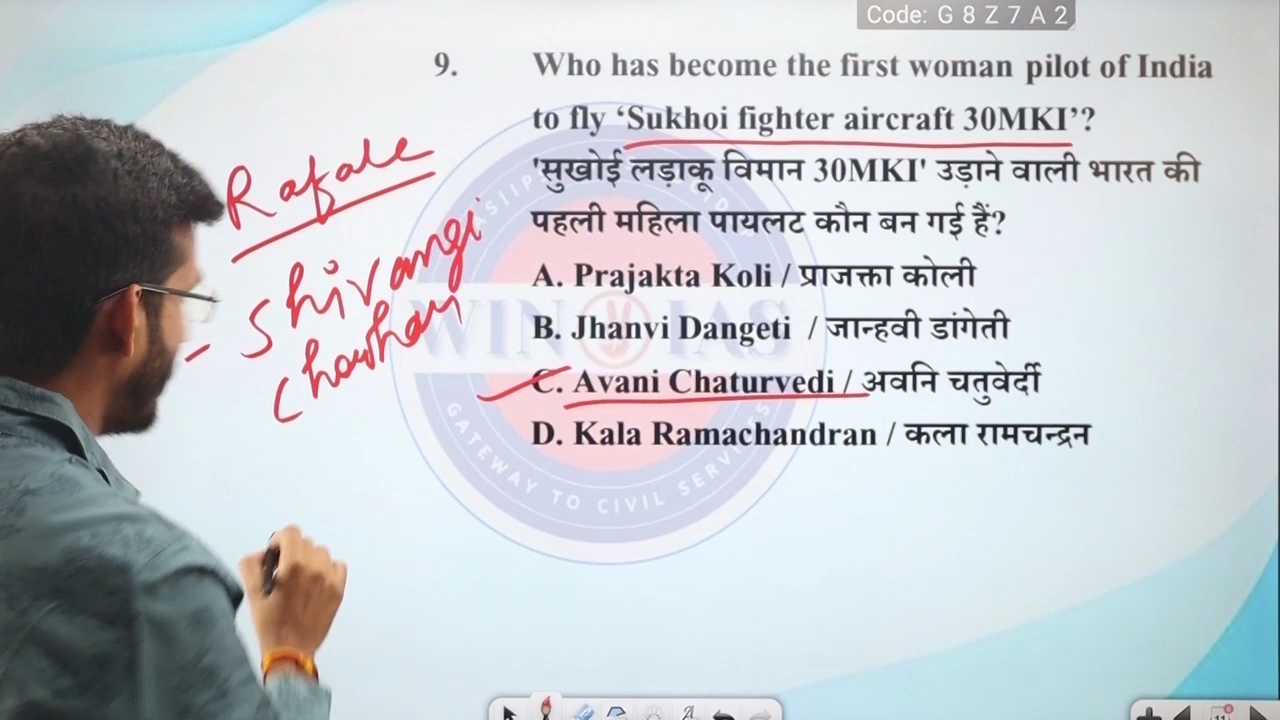 Code: G 8 Z 7 A 2
9. Who has become the first woman pilot of India
to fly ‘Sukhoi fighter aircraft 30MKI’?
'सुखोई लड़ाकू विमान 30MKI' उड़ाने वाली भारत की
पहली महिला पायलट कौन बन गई हैं?
A. Prajakta Koli / प्राजक्ता कोली
B. Jhanvi Dangeti / जान्हवी डांगेती
C. Avani Chaturvedi / अवनि चतुर्वेदी
D. Kala Ramachandran / कला रामचन्द्रन
Rafale
- Shivangi
WIN IAS
GATEWAY TO CIVIL SERVICES
11